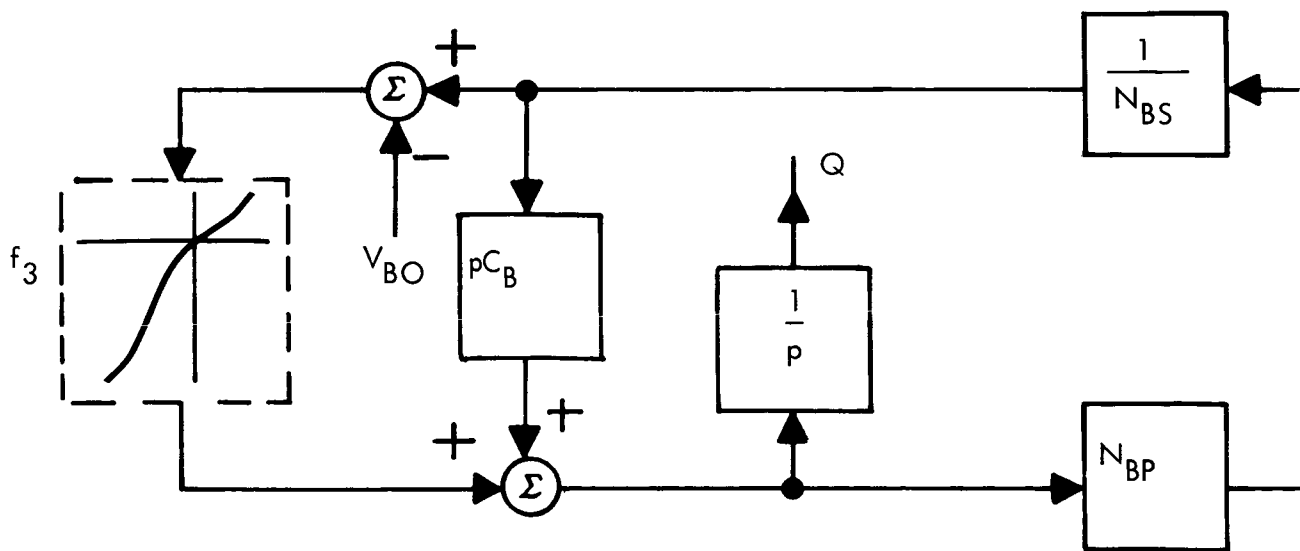 +
Σ
1
N_BS
−
Q
f_3
V_BO
pC_B
1
p
+
+
Σ
N_BP